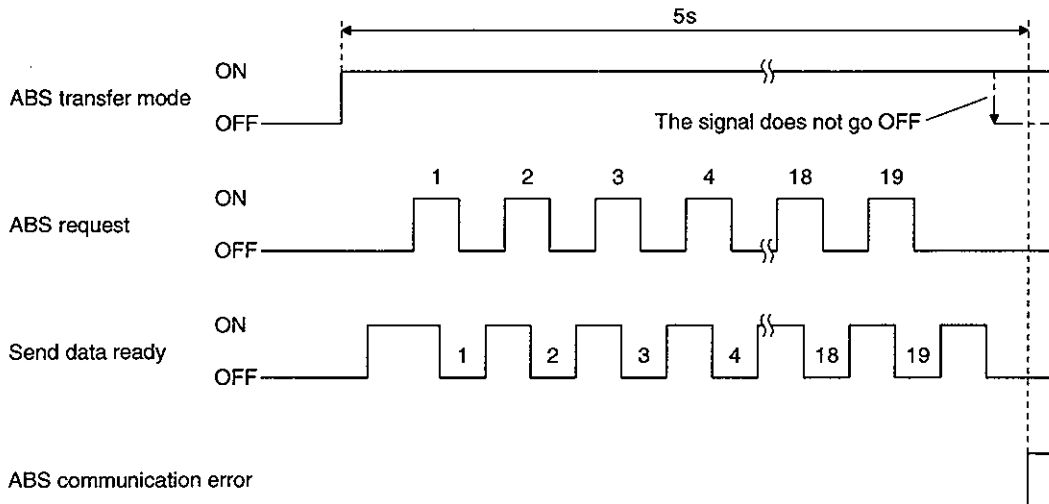 5s
ON
ABS transfer mode
OFF
The signal does not go OFF
1 2 3 4 18 19
ON
ABS request
OFF
ON
Send data ready
1 2 3 4 18 19
OFF
ABS communication error